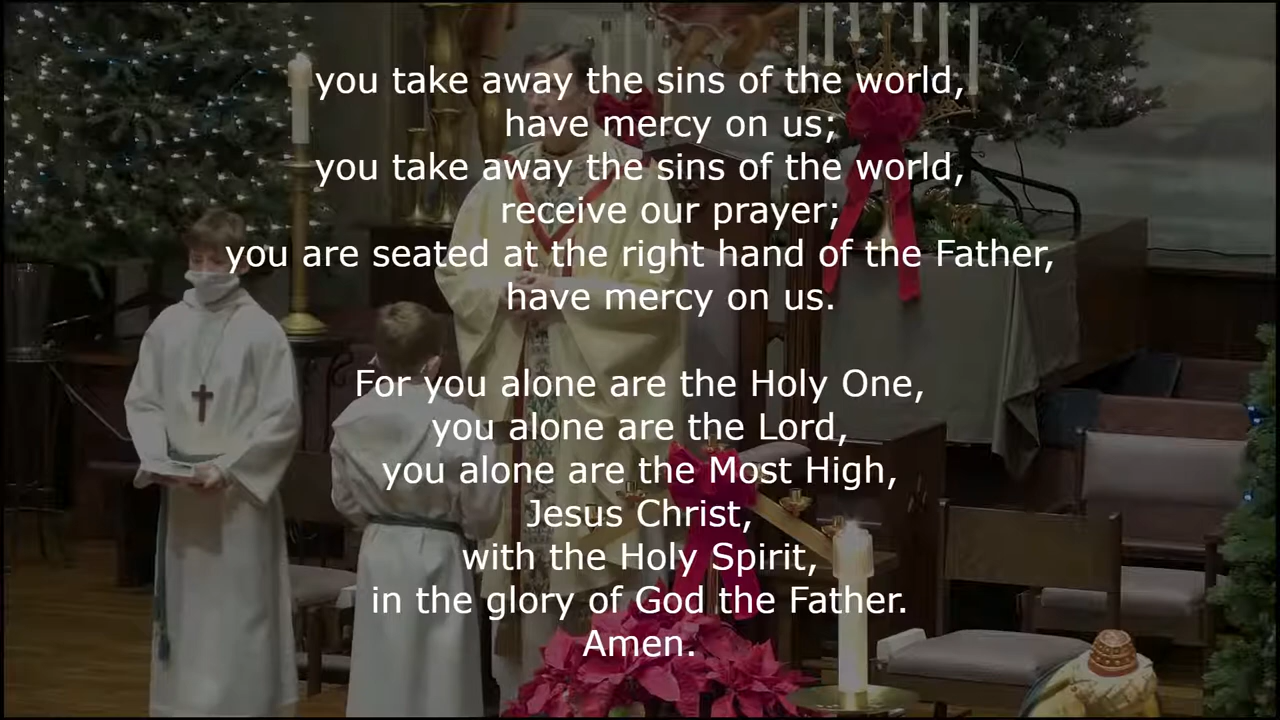 you take away the sins of the world,
have mercy on us;
you take away the sins of the world,
receive our prayer;
you are seated at the right hand of the Father,
have mercy on us.
For you alone are the Holy One,
you alone are the Lord,
you alone are the Most High,
Jesus Christ,
with the Holy Spirit,
in the glory of God the Father.
Amen.